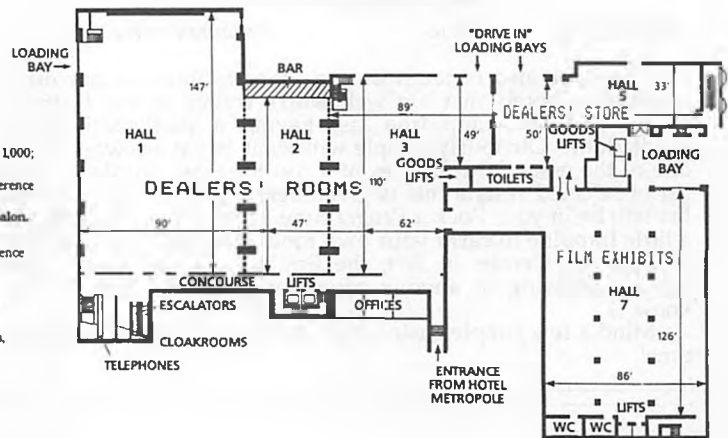 "DRIVE IN"
LOADING BAYS
LOADING
BAY
BAR
147'
89'
HALL
5
33'
DEALERS' STORE
1,000;
erence
alon.
ence
HALL
HALL
2
HALL
3
49'
50'
GOODS
LIFTS
GOODS
LIFTS
TOILETS
LOADING
BAY
DEALERS' ROOMS
110'
90'
47'
62'
FILM EXHIBITS
HALL
7
CONCOURSE
LIFTS
ESCALATORS
OFFICES
CLOAKROOMS
TELEPHONES
ENTRANCE
FROM HOTEL
METROPOLE
126'
86'
LIFTS
WC
WC